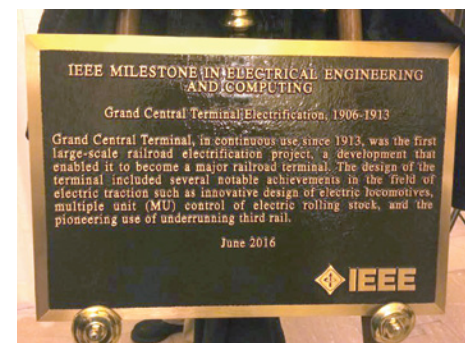 IEEE MILESTONE IN ELECTRICAL ENGINEERING
AND COMPUTING
Grand Central Terminal Electrification, 1906-1913
Grand Central Terminal, in continuous use since 1913, was the first
large-scale railroad electrification project, a development that
enabled it to become a major railroad terminal. The design of the
terminal included several notable achievements in the field of
electric traction such as innovative design of electric locomotives,
multiple unit (MU) control of electric rolling stock, and the
pioneering use of underrunning third rail.
June 2016
IEEE